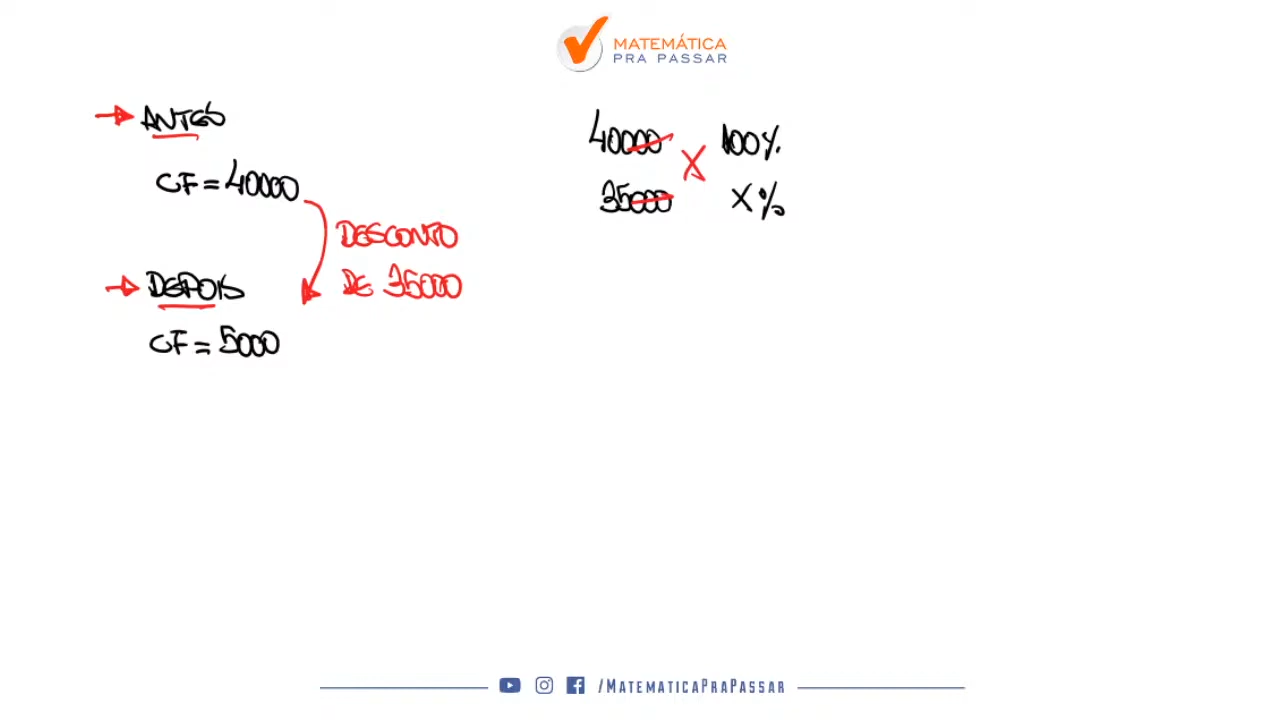 MATEMÁTICA
PRA PASSAR
ANTES
CF = 40000
DESCONTO
DE 35000
DEPOIS
CF = 5000
40000 100%
X
35000 X%
/MATEMATICAPRAPASSAR